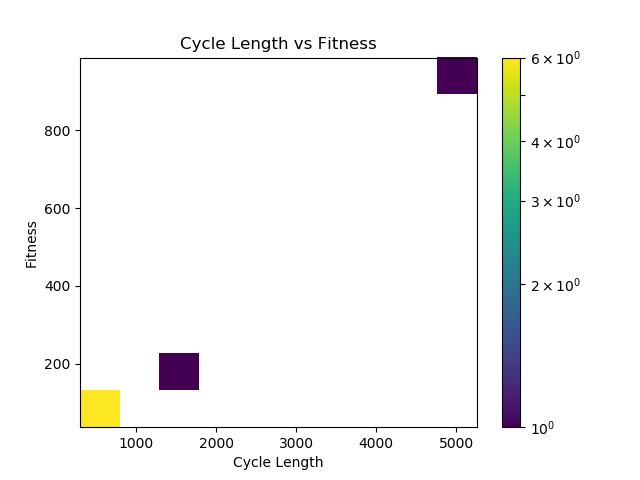 Cycle Length vs Fitness
Fitness
800
600
400
200
1000 2000 3000 4000 5000
Cycle Length
6 × 10⁰
4 × 10⁰
3 × 10⁰
2 × 10⁰
10⁰